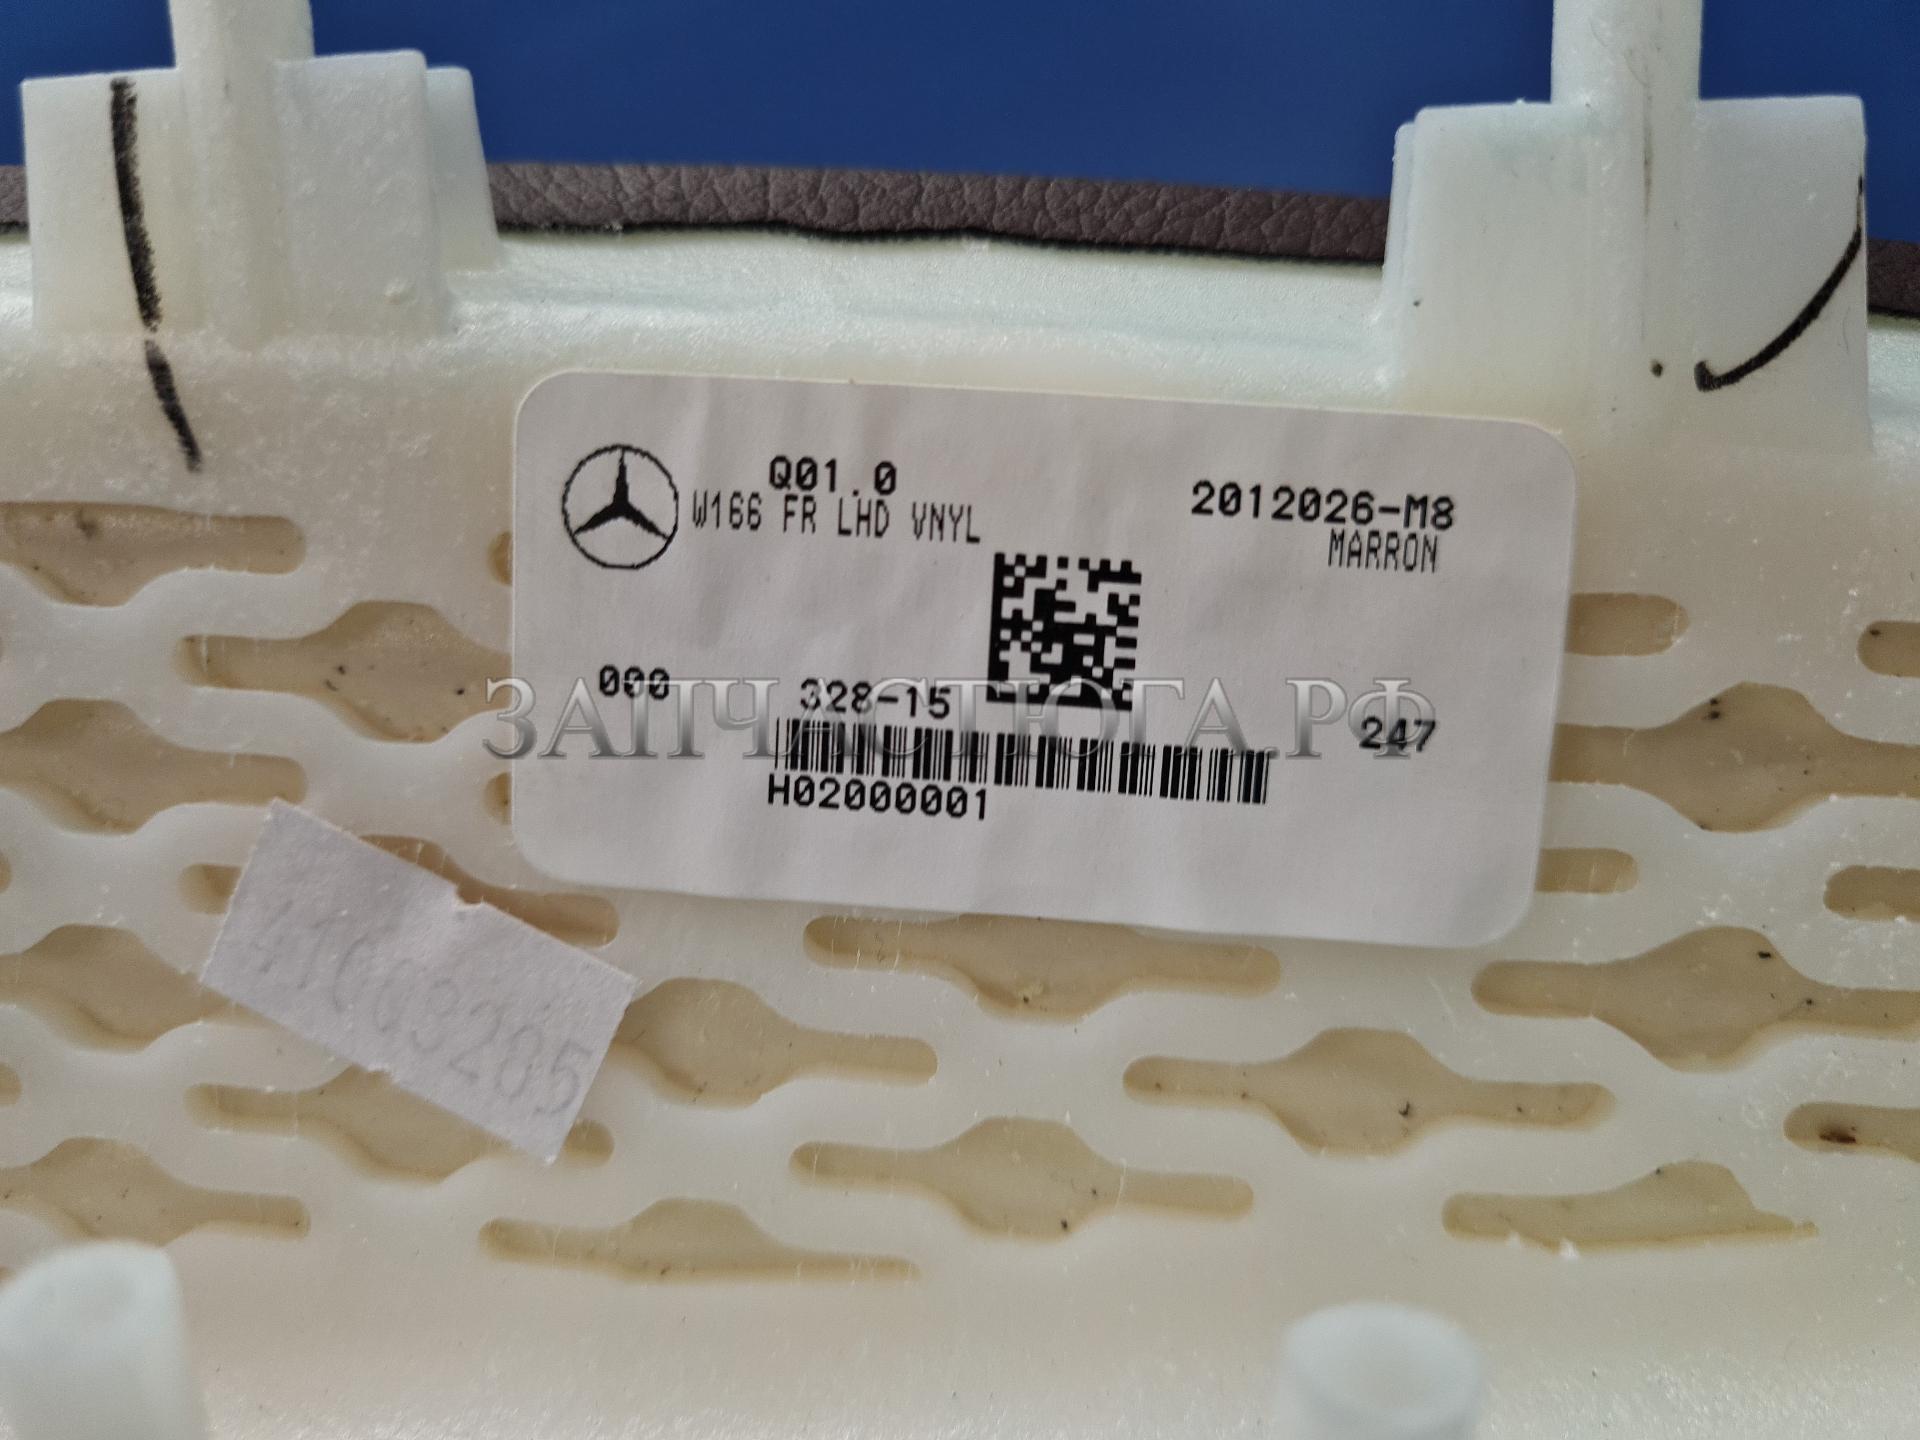 Q01.0
W166 FR LHD VNYL
2012026-M8
MARRON
000
328-15
247
H02000001
ЗАПЧАСТЮГА.РФ